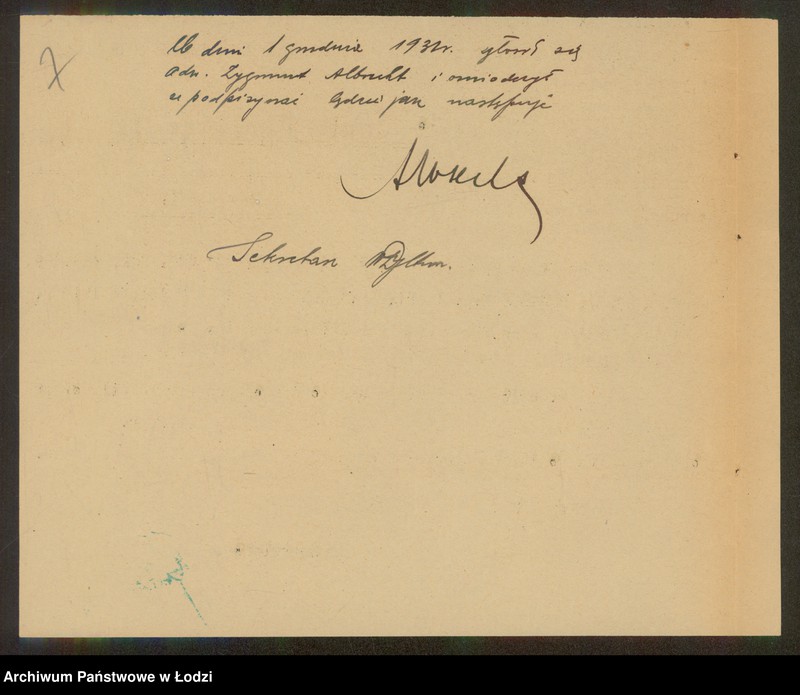 W dniu 1 grudnia 1931r. zgłosił się
adw. Zygmunt Albrecht i oświadczył
że podpisywać będzie jak następuje
Albrecht
Sekretarz
Archiwum Państwowe w Łodzi